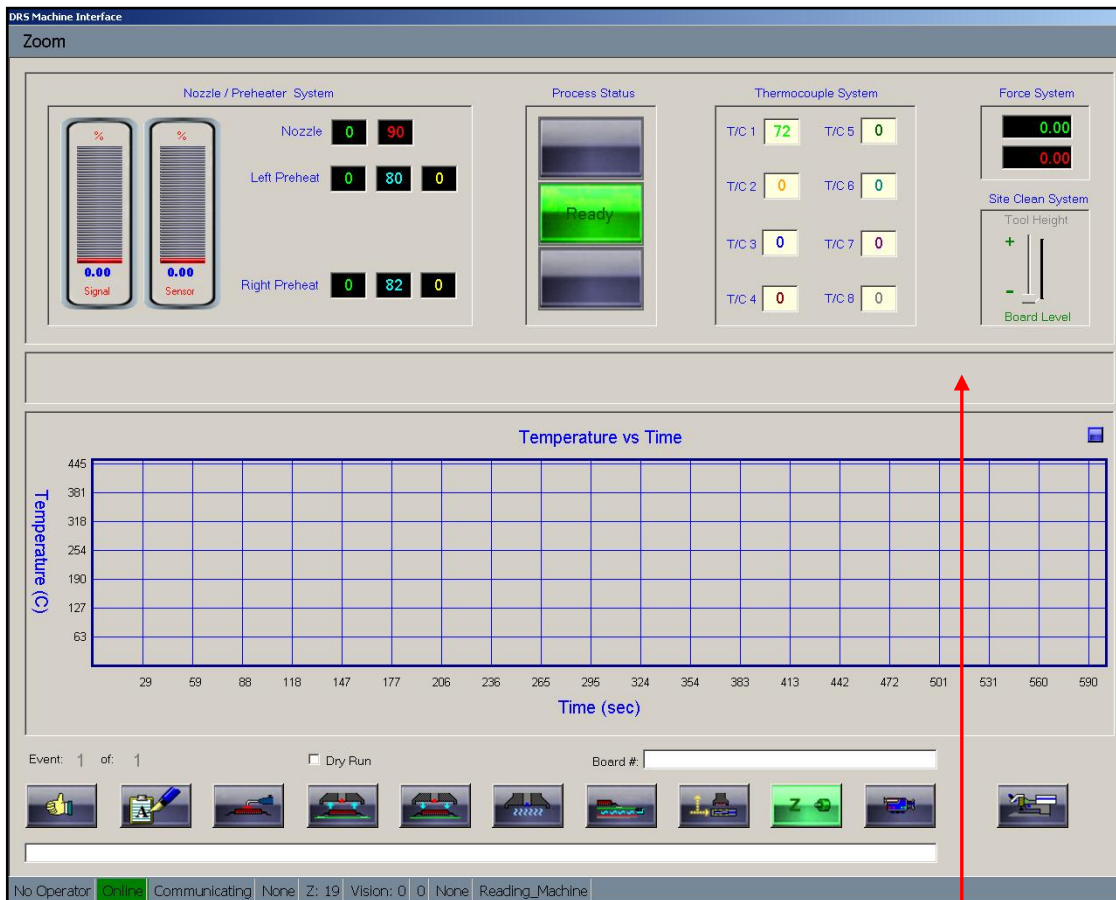 DRS Machine Interface
Zoom
Nozzle / Preheater System
Process Status
Thermocouple System
Force System
%
%
Nozzle 0 90
Left Preheat 0 80 0
Right Preheat 0 82 0
0.00
0.00
Signal
Sensor
Ready
T/C 1 72 T/C 5 0
T/C 2 0 T/C 6 0
T/C 3 0 T/C 7 0
T/C 4 0 T/C 8 0
0.00
0.00
Site Clean System
Tool Height
+
-
Board Level
Temperature vs Time
Temperature (C)
445
381
318
254
190
127
63
29 59 88 118 147 177 206 236 265 295 324 354 383 413 442 472 501 531 560 590
Time (sec)
Event: 1 of: 1 Dry Run Board #:
A
Z
No Operator Online Communicating None Z: 19 Vision: 0 0 None Reading_Machine